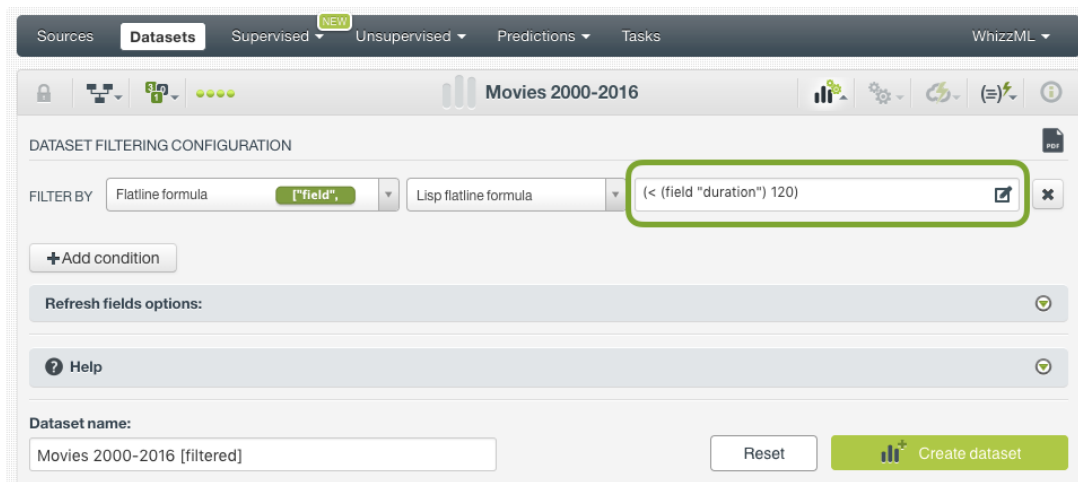 NEW
Sources Datasets Supervised Unsupervised Predictions Tasks WhizzML
Movies 2000-2016
DATASET FILTERING CONFIGURATION
PDF
FILTER BY Flatline formula ["field", Lisp flatline formula (< (field "duration") 120)
+Add condition
Refresh fields options:
? Help
Dataset name:
Movies 2000-2016 [filtered] Reset Create dataset